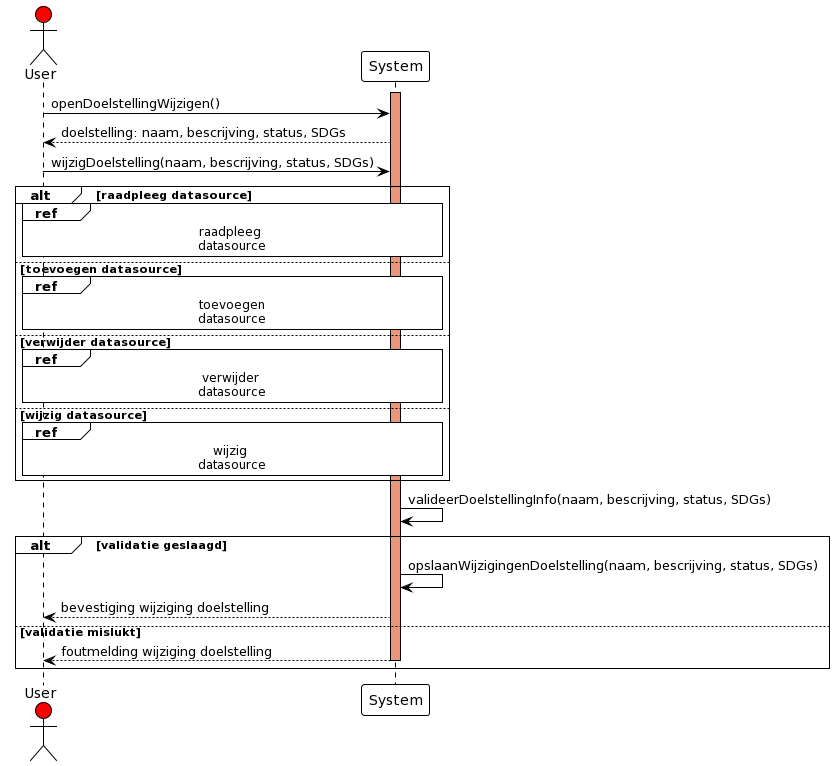 User
System
openDoelstellingWijzigen()
doelstelling: naam, bescrijving, status, SDGs
wijzigDoelstelling(naam, bescrijving, status, SDGs)
alt [raadpleeg datasource]
ref
raadpleeg
datasource
[toevoegen datasource]
ref
toevoegen
datasource
[verwijder datasource]
ref
verwijder
datasource
[wijzig datasource]
ref
wijzig
datasource
valideerDoelstellingInfo(naam, bescrijving, status, SDGs)
alt [validatie geslaagd]
opslaanWijzigingenDoelstelling(naam, bescrijving, status, SDGs)
bevestiging wijziging doelstelling
[validatie mislukt]
foutmelding wijziging doelstelling
User
System